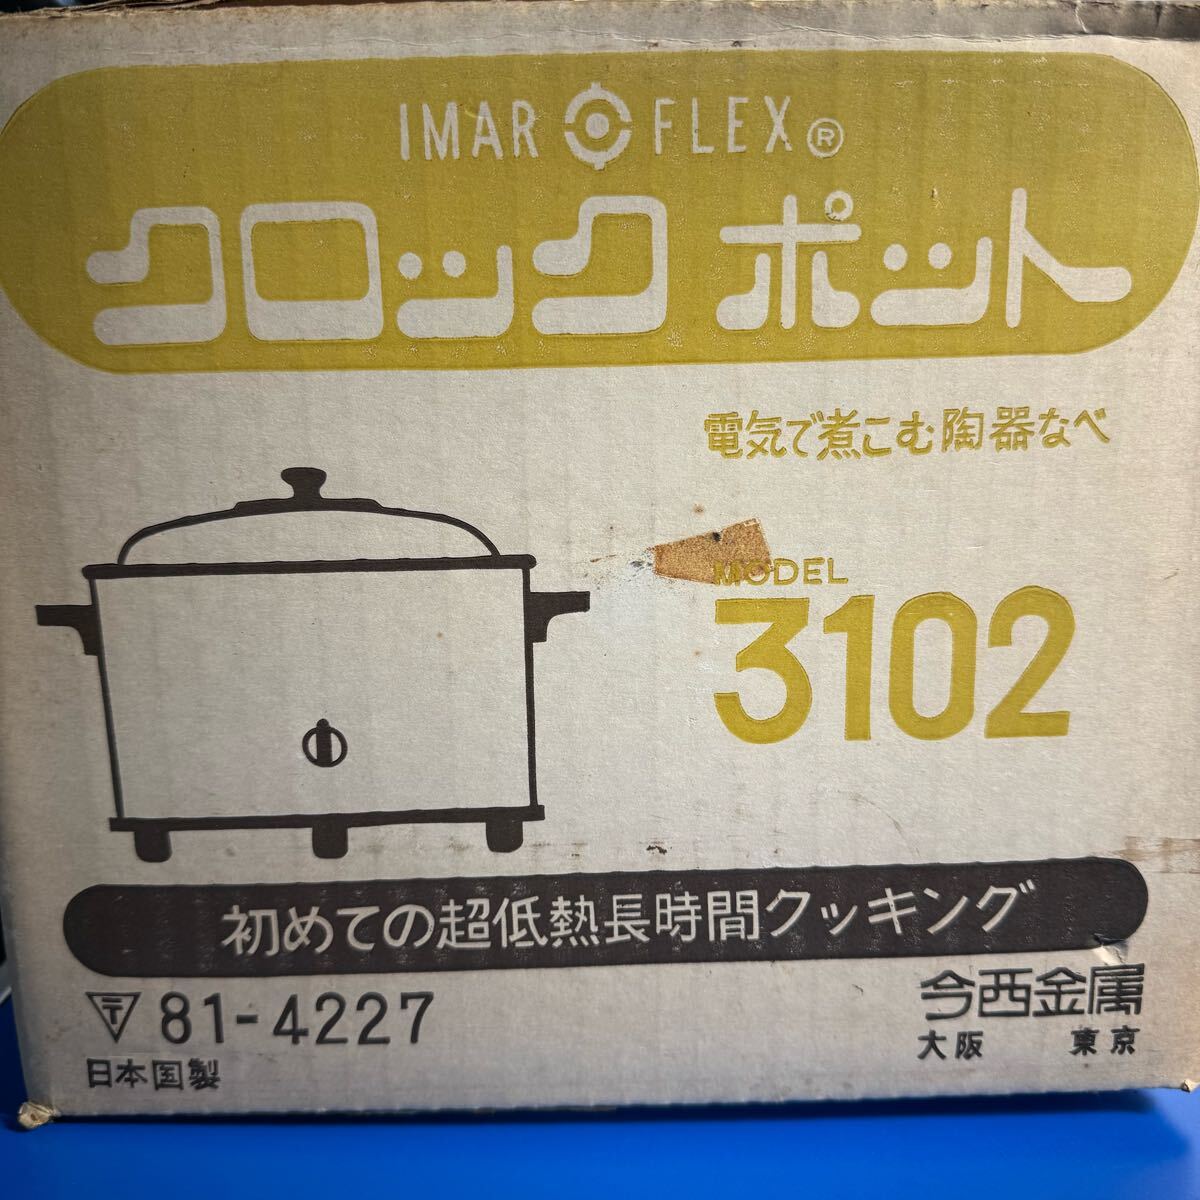 IMAR FLEX®
クロックポット
電気で煮こむ陶器なべ
MODEL
3102
初めての超低熱長時間クッキング
〒81-4227
今西金属
日本国製
大阪 東京